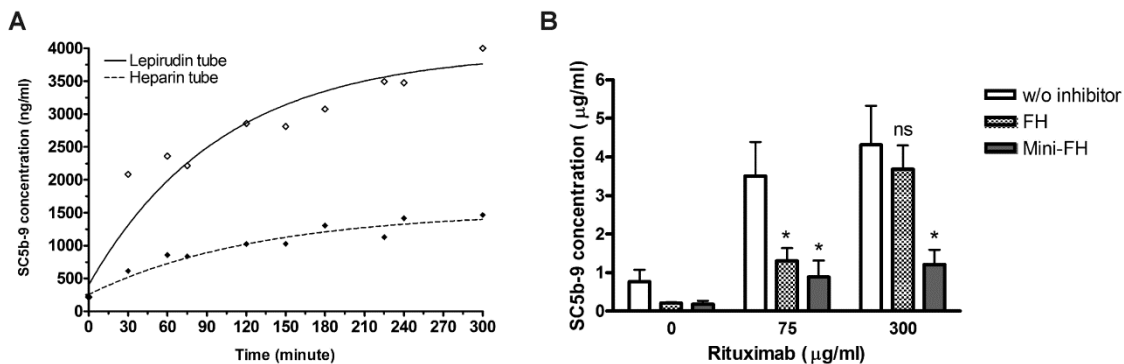 A
SC5b-9 concentration (ng/ml)
4000
3500
3000
2500
2000
1500
1000
500
0
Lepirudin tube
Heparin tube
0 30 60 90 120 150 180 210 240 270 300
Time (minute)
B
SC5b-9 concentration ( μg/ml)
6
5
4
3
2
1
0
* * ns *
w/o inhibitor
FH
Mini-FH
0 75 300
Rituximab ( μg/ml)